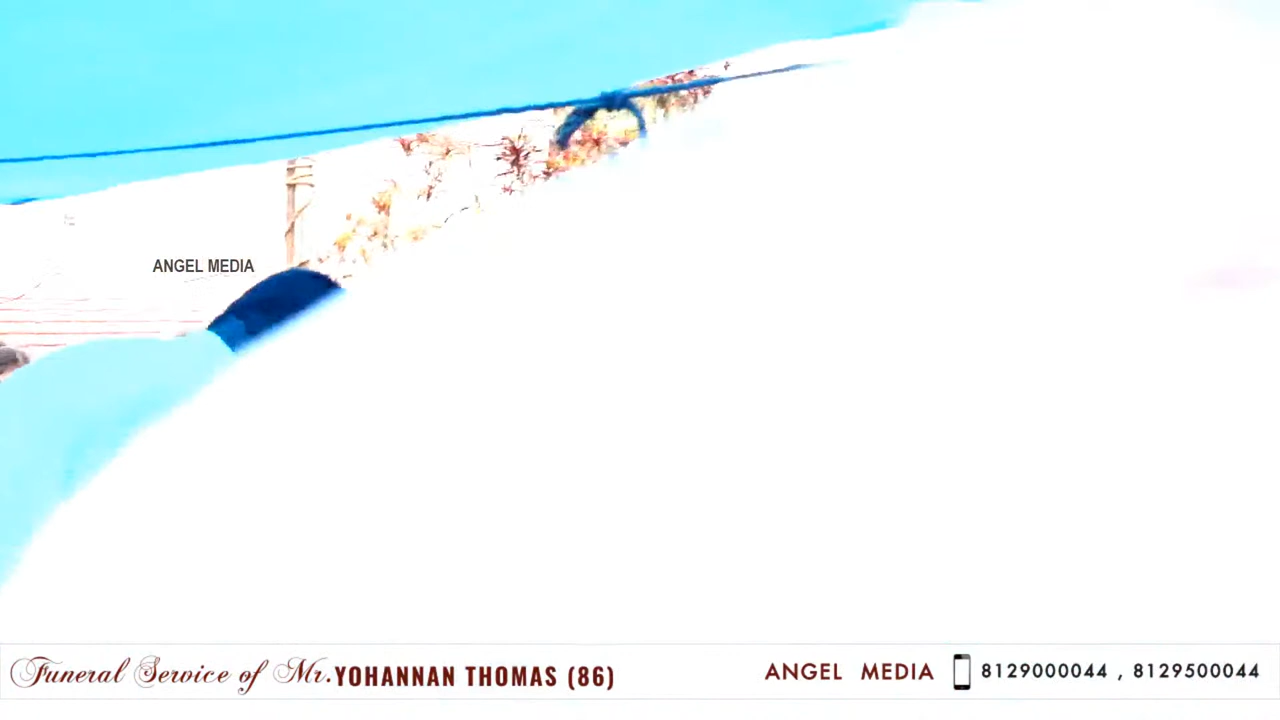 ANGEL MEDIA
Funeral Service of Mr. YOHANNAN THOMAS (86)
ANGEL MEDIA 8129000044 , 8129500044